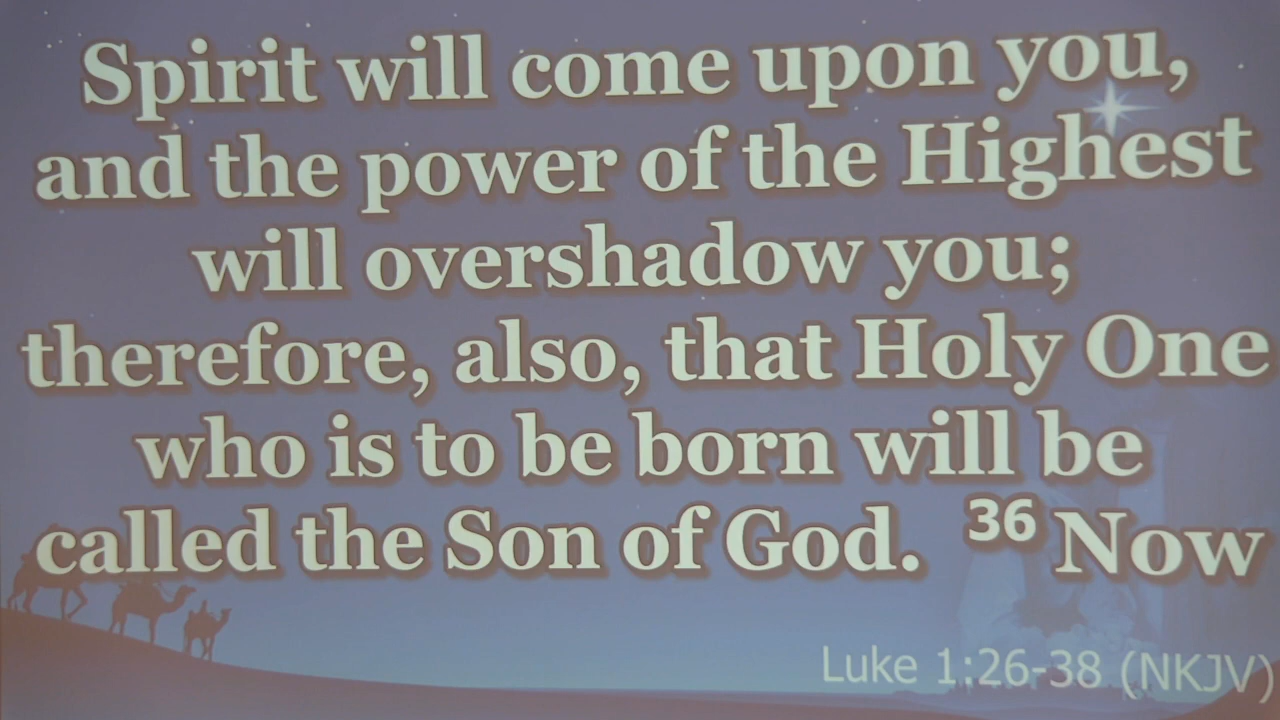 Spirit will come upon you,
and the power of the Highest
will overshadow you;
therefore, also, that Holy One
who is to be born will be
called the Son of God. 36 Now
Luke 1:26-38 (NKJV)